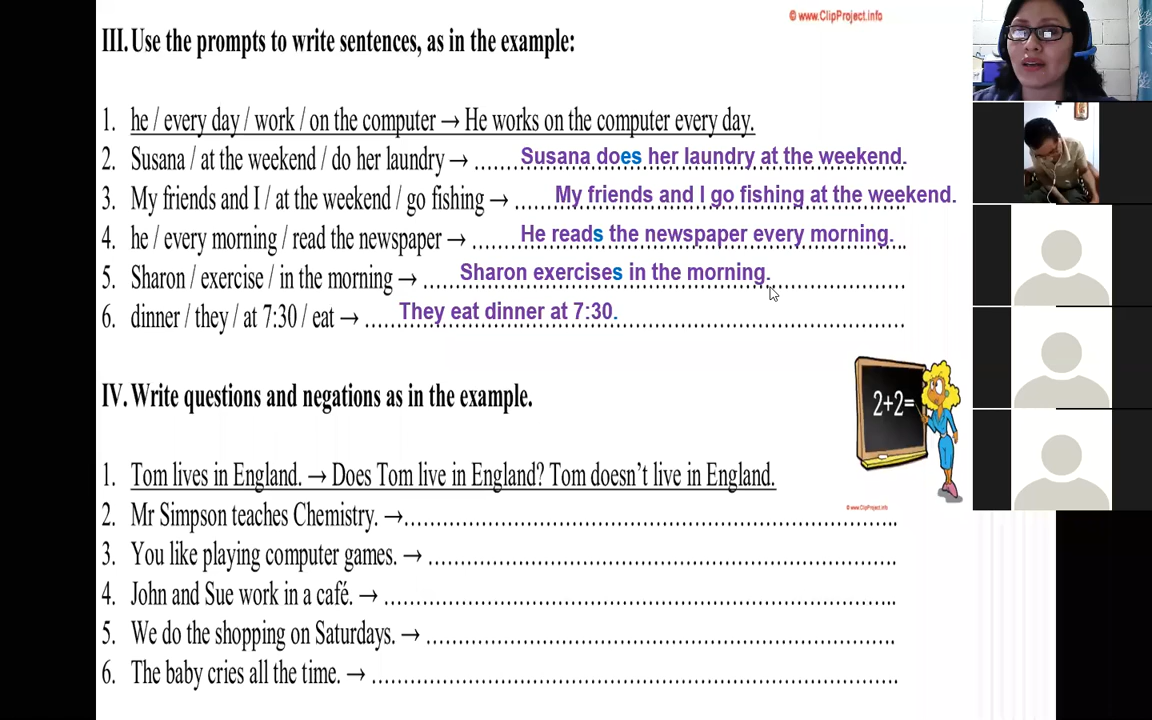 © www.ClipProject.info
III. Use the prompts to write sentences, as in the example:
1. he / every day / work / on the computer → He works on the computer every day.
2. Susana / at the weekend / do her laundry → ...... Susana does her laundry at the weekend.
3. My friends and I / at the weekend / go fishing → ...... My friends and I go fishing at the weekend.
4. he / every morning / read the newspaper → ...... He reads the newspaper every morning.
5. Sharon / exercise / in the morning → ...... Sharon exercises in the morning.
6. dinner / they / at 7:30 / eat → ...... They eat dinner at 7:30.
IV. Write questions and negations as in the example.
2+2=
1. Tom lives in England. → Does Tom live in England? Tom doesn't live in England.
© www.ClipProject.info
2. Mr Simpson teaches Chemistry. → ......
3. You like playing computer games. → ......
4. John and Sue work in a café. → ......
5. We do the shopping on Saturdays. → ......
6. The baby cries all the time. → ......